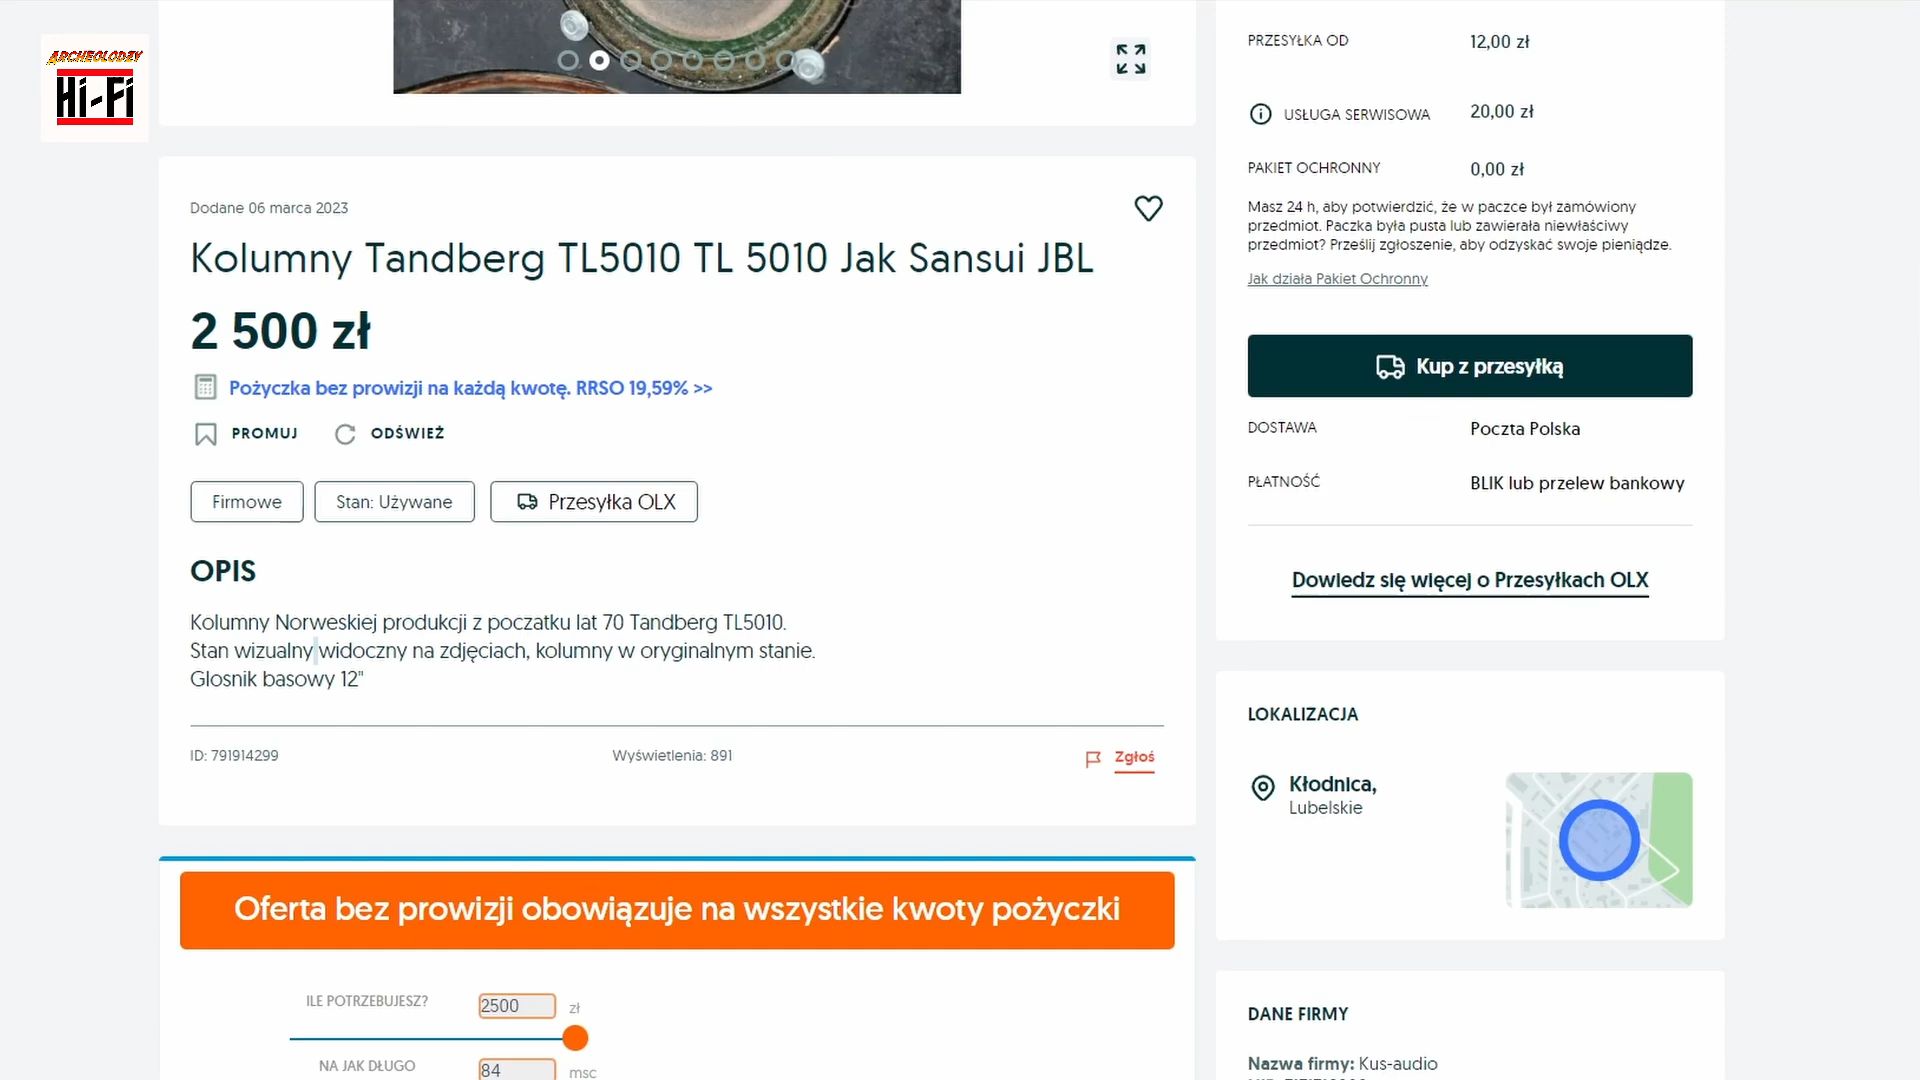 ARCHEOLODZY
Hi-Fi
Dodane 06 marca 2023
Kolumny Tandberg TL5010 TL 5010 Jak Sansui JBL
2 500 zł
Pożyczka bez prowizji na każdą kwotę. RRSO 19,59% >>
PROMUJ ODŚWIEŻ
Firmowe Stan: Używane Przesyłka OLX
OPIS
Kolumny Norweskiej produkcji z poczatku lat 70 Tandberg TL5010.
Stan wizualny widoczny na zdjęciach, kolumny w oryginalnym stanie.
Glosnik basowy 12"
ID: 791914299 Wyświetlenia: 891 Zgłoś
Oferta bez prowizji obowiązuje na wszystkie kwoty pożyczki
ILE POTRZEBUJESZ? 2500 zł
NA JAK DŁUGO 84 msc
PRZESYŁKA OD 12,00 zł
USŁUGA SERWISOWA 20,00 zł
PAKIET OCHRONNY 0,00 zł
Masz 24 h, aby potwierdzić, że w paczce był zamówiony
przedmiot. Paczka była pusta lub zawierała niewłaściwy
przedmiot? Prześlij zgłoszenie, aby odzyskać swoje pieniądze.
Jak działa Pakiet Ochronny
Kup z przesyłką
DOSTAWA Poczta Polska
PŁATNOŚĆ BLIK lub przelew bankowy
Dowiedz się więcej o Przesyłkach OLX
LOKALIZACJA
Kłodnica,
Lubelskie
DANE FIRMY
Nazwa firmy: Kus-audio